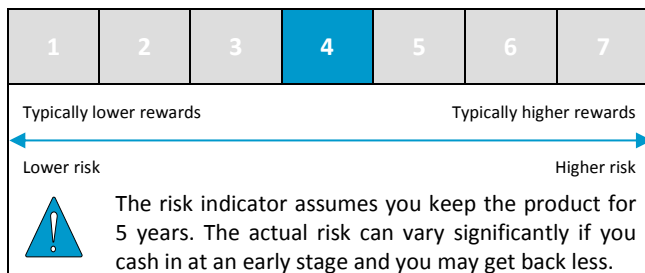 1 2 3 4 5 6 7
Typically lower rewards Typically higher rewards
Lower risk Higher risk
The risk indicator assumes you keep the product for
5 years. The actual risk can vary significantly if you
cash in at an early stage and you may get back less.